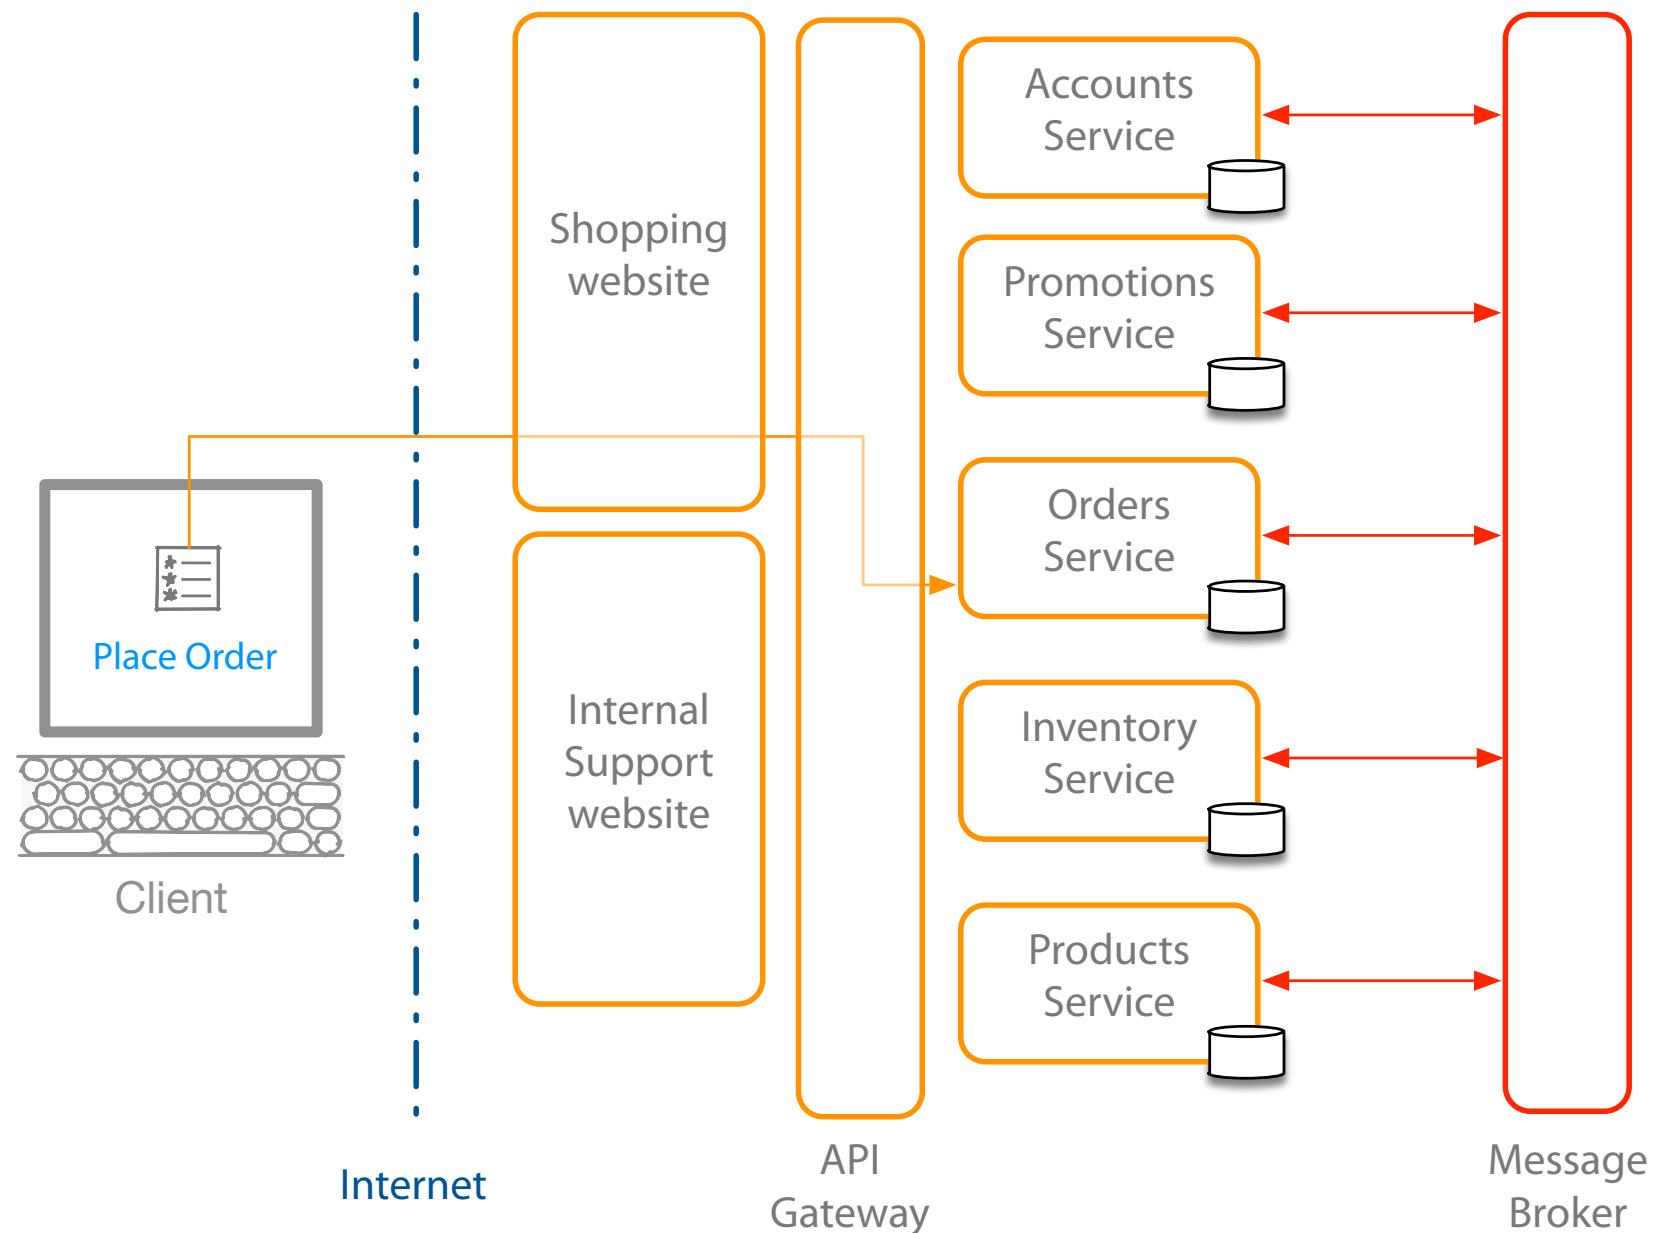 Accounts
Service
Promotions
Service
Shopping
website
Orders
Service
Place Order
Internal
Support
website
Inventory
Service
Client
Products
Service
Internet
API
Gateway
Message
Broker